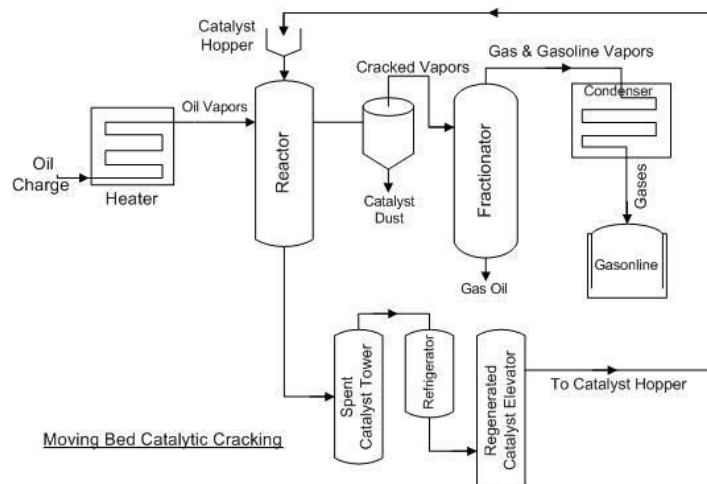 Catalyst
Hopper
Gas & Gasoline Vapors
Cracked Vapors
Condenser
Oil Vapors
Oil
Charge
Heater
Reactor
Catalyst
Dust
Fractionator
Gases
Gasonline
Gas Oil
Spent
Catalyst Tower
Refrigerator
Regenerated
Catalyst Elevator
To Catalyst Hopper
Moving Bed Catalytic Cracking